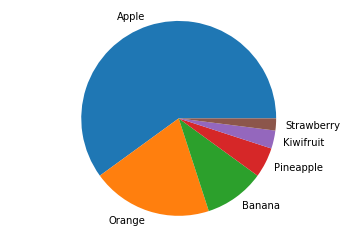 Apple
Strawberry
Kiwifruit
Pineapple
Banana
Orange